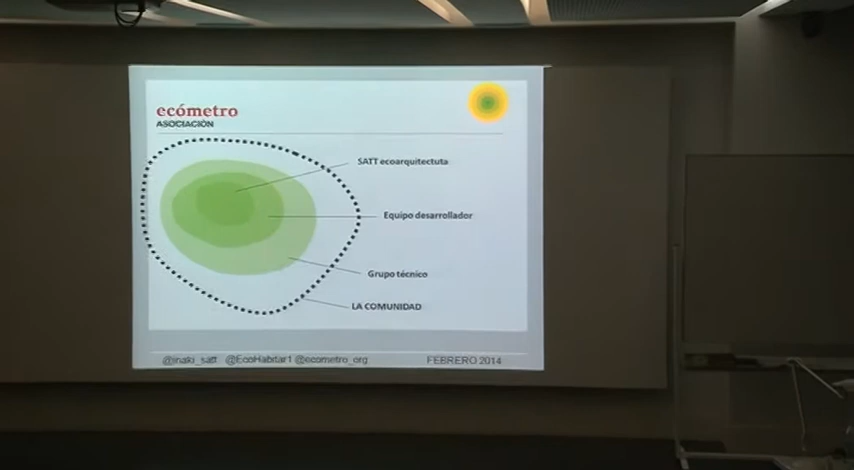 ecómetro
ASOCIACIÓN
SATT ecoarquitectuta
Equipo desarrollador
Grupo técnico
LA COMUNIDAD
@inaki_satt @EcoHabitar1 @ecometro_org FEBRERO 2014